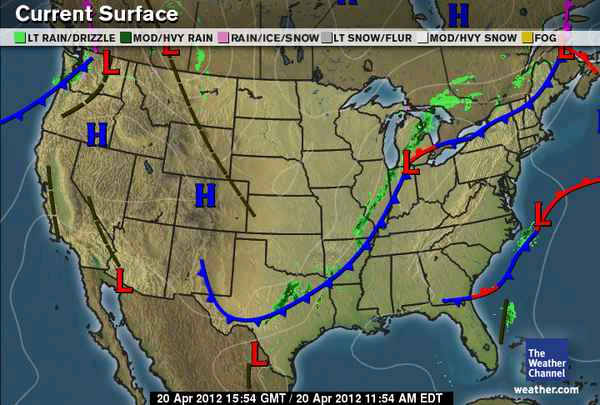 Current Surface
LT RAIN/DRIZZLE MOD/HVY RAIN RAIN/ICE/SNOW LT SNOW/FLUR MOD/HVY SNOW FOG
H
H
L
L
L
H
L
H
L
L
L
The
Weather
Channel
weather.com
20 Apr 2012 15:54 GMT / 20 Apr 2012 11:54 AM EDT